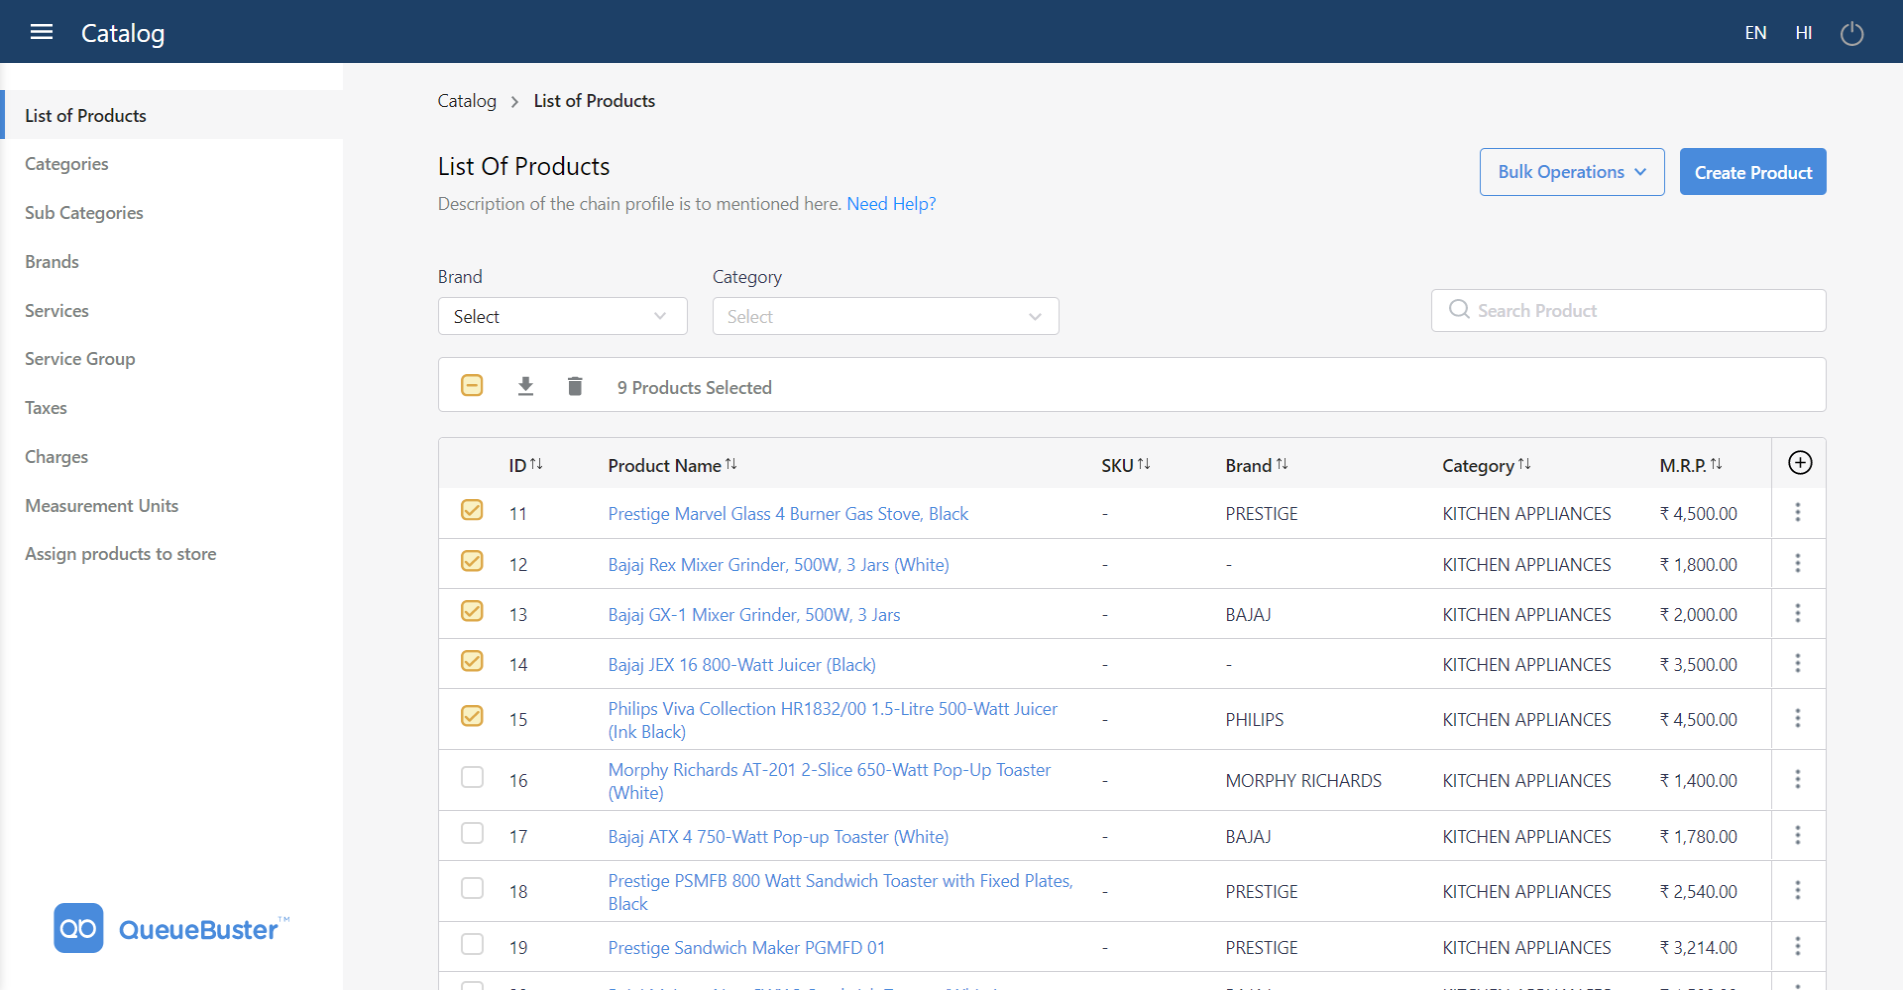 Catalog
EN HI
List of Products
Categories
Sub Categories
Brands
Services
Service Group
Taxes
Charges
Measurement Units
Assign products to store
QueueBuster™
Catalog > List of Products
List Of Products
Description of the chain profile is to mentioned here. Need Help?
Bulk Operations
Create Product
Brand
Category
Select
Select
Search Product
9 Products Selected
ID Product Name SKU Brand Category M.R.P.
11 Prestige Marvel Glass 4 Burner Gas Stove, Black - PRESTIGE KITCHEN APPLIANCES ₹ 4,500.00
12 Bajaj Rex Mixer Grinder, 500W, 3 Jars (White) - - KITCHEN APPLIANCES ₹ 1,800.00
13 Bajaj GX-1 Mixer Grinder, 500W, 3 Jars - BAJAJ KITCHEN APPLIANCES ₹ 2,000.00
14 Bajaj JEX 16 800-Watt Juicer (Black) - - KITCHEN APPLIANCES ₹ 3,500.00
15 Philips Viva Collection HR1832/00 1.5-Litre 500-Watt Juicer
(Ink Black) - PHILIPS KITCHEN APPLIANCES ₹ 4,500.00
16 Morphy Richards AT-201 2-Slice 650-Watt Pop-Up Toaster
(White) - MORPHY RICHARDS KITCHEN APPLIANCES ₹ 1,400.00
17 Bajaj ATX 4 750-Watt Pop-up Toaster (White) - BAJAJ KITCHEN APPLIANCES ₹ 1,780.00
18 Prestige PSMFB 800 Watt Sandwich Toaster with Fixed Plates,
Black - PRESTIGE KITCHEN APPLIANCES ₹ 2,540.00
19 Prestige Sandwich Maker PGMFD 01 - PRESTIGE KITCHEN APPLIANCES ₹ 3,214.00